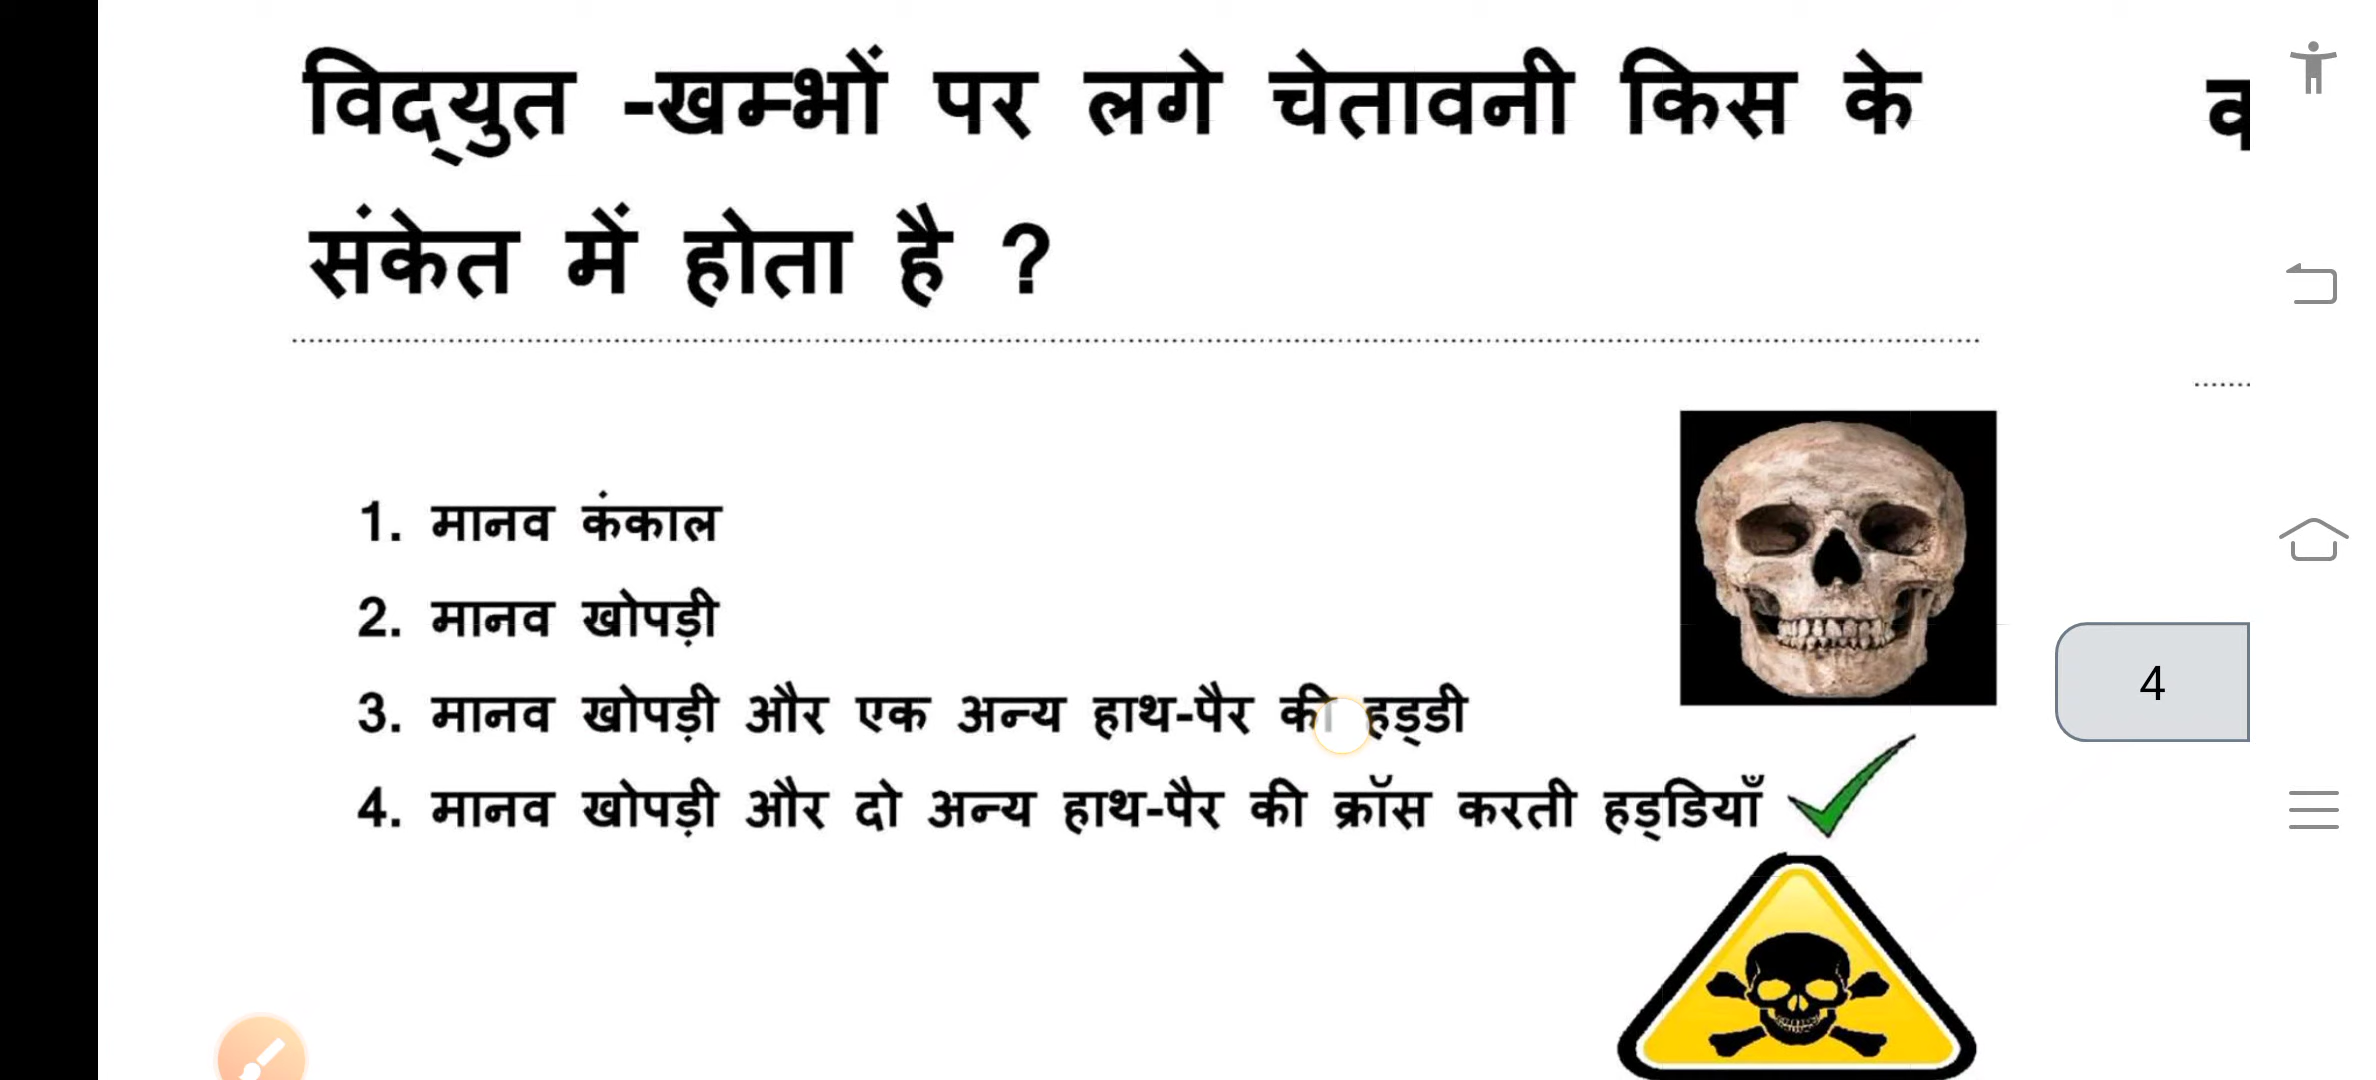 विद्युत -खम्भों पर लगे चेतावनी किस के
संकेत में होता है ?
1. मानव कंकाल
2. मानव खोपड़ी
3. मानव खोपड़ी और एक अन्य हाथ-पैर की हड्डी
4. मानव खोपड़ी और दो अन्य हाथ-पैर की क्रॉस करती हड्डियाँ
4